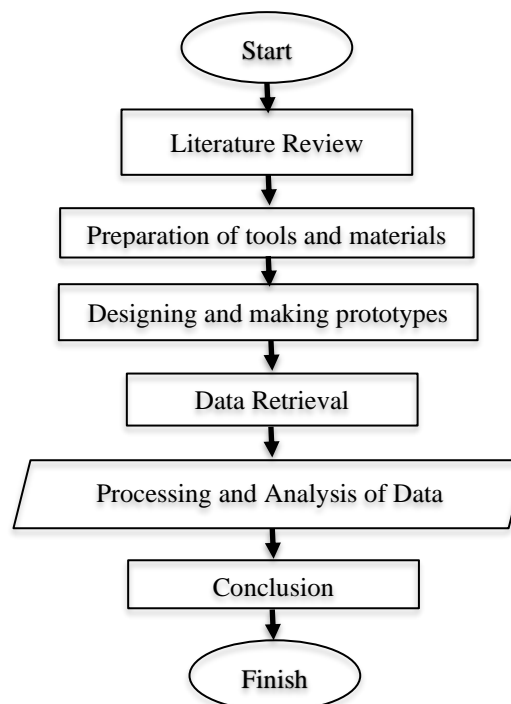 Start
Literature Review
Preparation of tools and materials
Designing and making prototypes
Data Retrieval
Processing and Analysis of Data
Conclusion
Finish